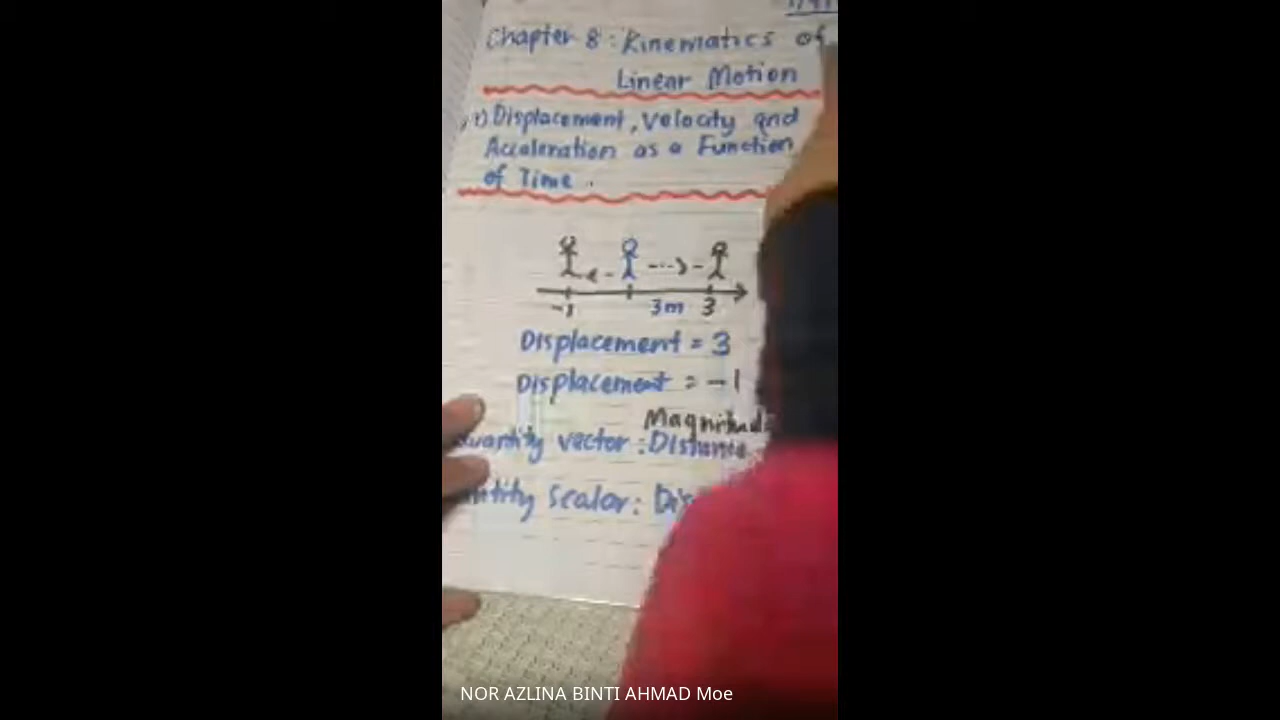 Chapter 8 : Kinematics of
Linear Motion
1) Displacement, Velocity and
Acceleration as a Function
of Time .
-1 3m 3
Displacement = 3
Displacement = -1
Magnitud
vector : Distance
scalar :
NOR AZLINA BINTI AHMAD Moe